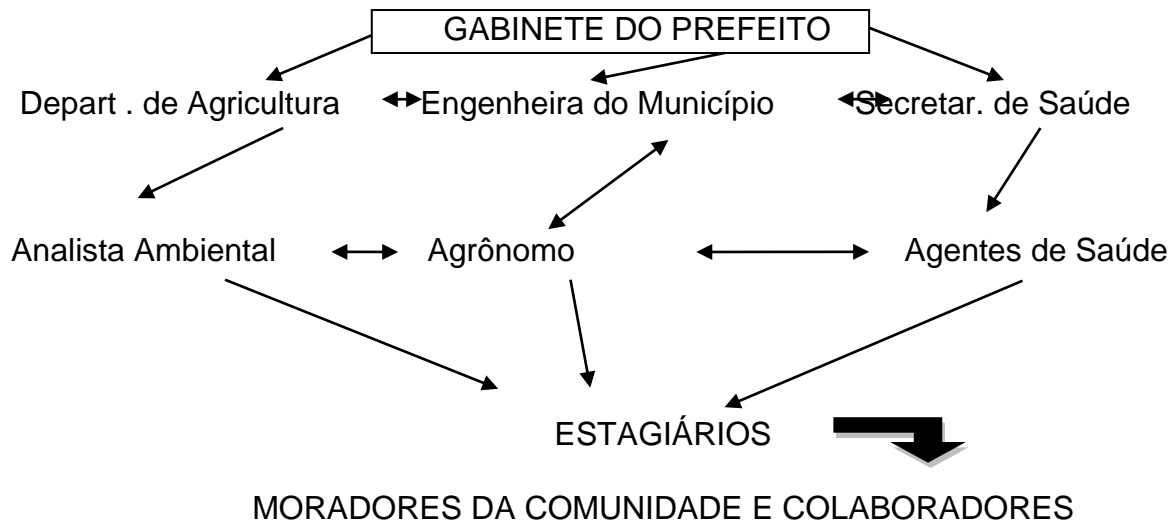 GABINETE DO PREFEITO
Depart . de Agricultura Engenheira do Município Secretar. de Saúde
Analista Ambiental Agrônomo Agentes de Saúde
ESTAGIÁRIOS
MORADORES DA COMUNIDADE E COLABORADORES